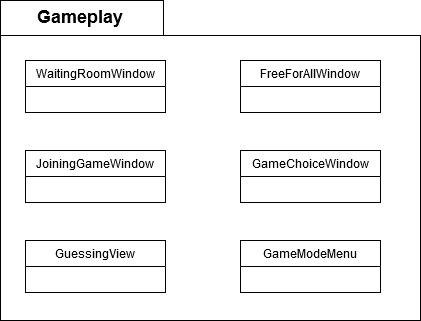 Gameplay
WaitingRoomWindow
FreeForAllWindow
JoiningGameWindow
GameChoiceWindow
GuessingView
GameModeMenu